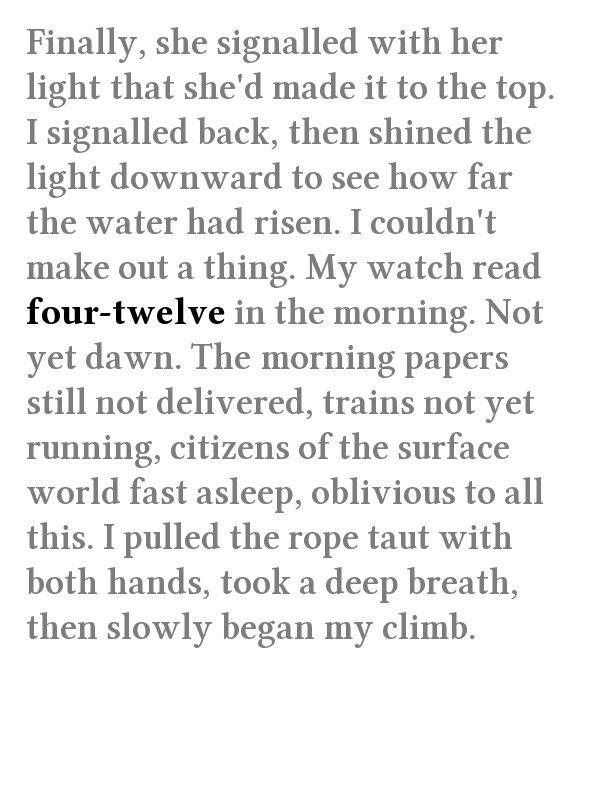 Finally, she signalled with her
light that she'd made it to the top.
I signalled back, then shined the
light downward to see how far
the water had risen. I couldn't
make out a thing. My watch read
four-twelve in the morning. Not
yet dawn. The morning papers
still not delivered, trains not yet
running, citizens of the surface
world fast asleep, oblivious to all
this. I pulled the rope taut with
both hands, took a deep breath,
then slowly began my climb.